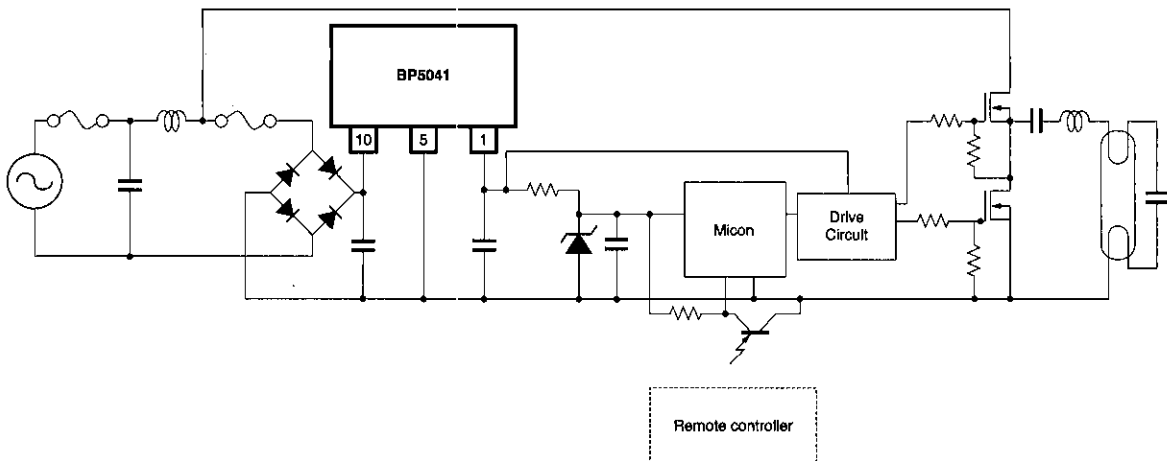 BP5041
10
5
1
Micon
Drive
Circuit
Remote controller